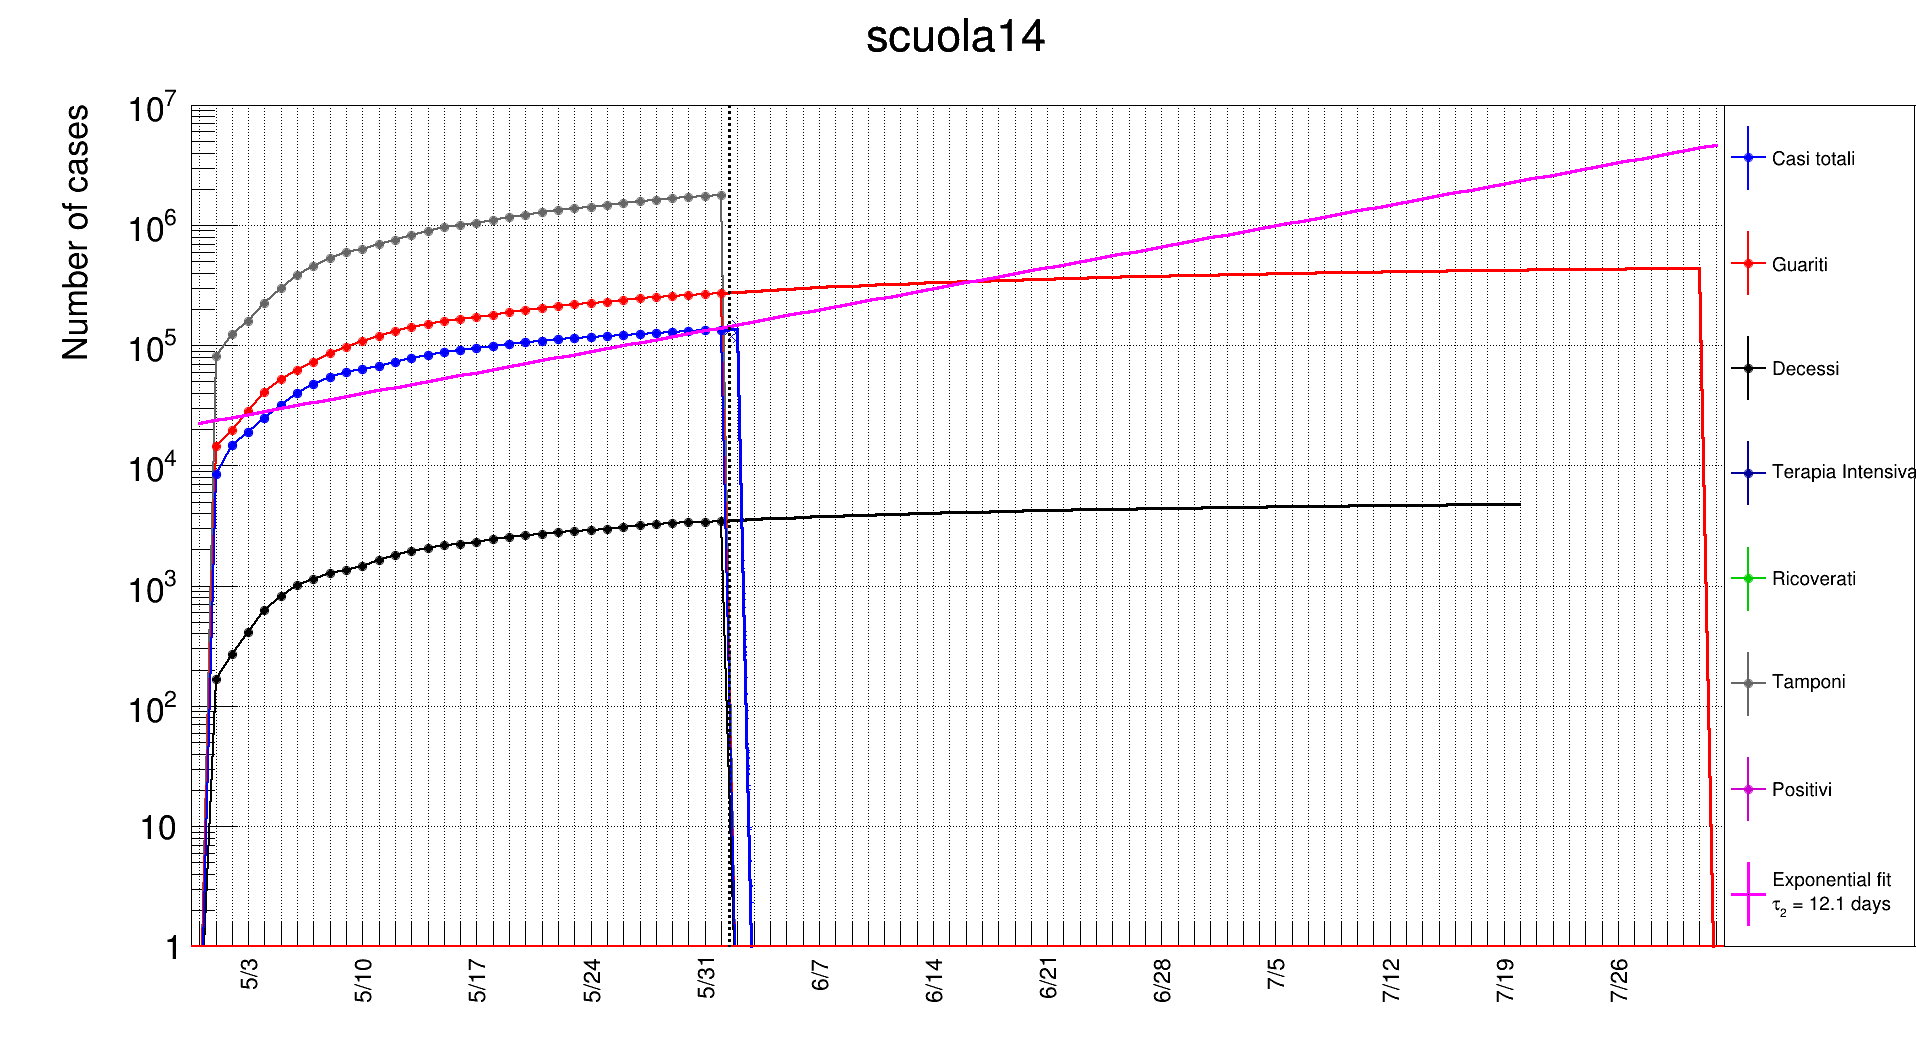 scuola14
Number of cases
10^7
10^6
10^5
10^4
10^3
10^2
10
1
5/3
5/10
5/17
5/24
5/31
6/7
6/14
6/21
6/28
7/5
7/12
7/19
7/26
Casi totali
Guariti
Decessi
Terapia Intensiva
Ricoverati
Tamponi
Positivi
Exponential fit
τ_2 = 12.1 days